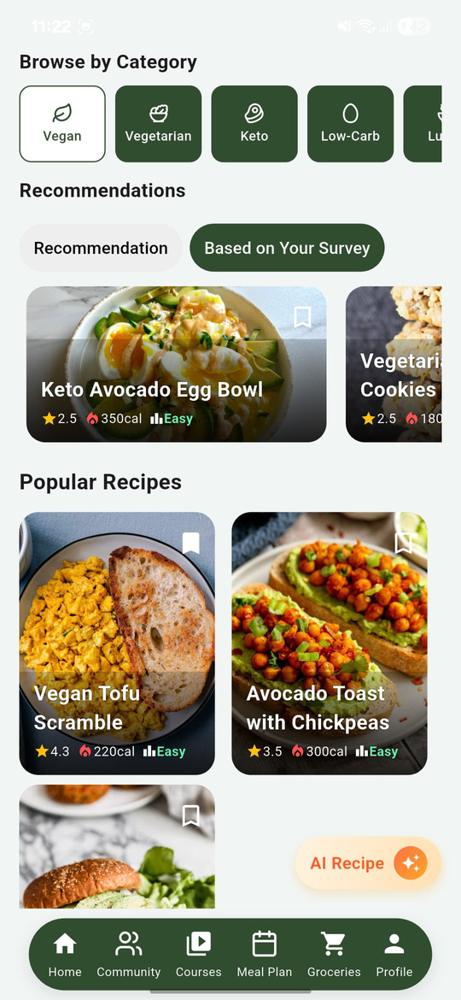 11:22
42
Browse by Category
Vegan
Vegetarian
Keto
Low-Carb
Lu
Recommendations
Recommendation
Based on Your Survey
Keto Avocado Egg Bowl
2.5 350cal Easy
Vegetari
Cookies
2.5 180
Popular Recipes
Vegan Tofu
Scramble
4.3 220cal Easy
Avocado Toast
with Chickpeas
3.5 300cal Easy
AI Recipe
Home
Community
Courses
Meal Plan
Groceries
Profile